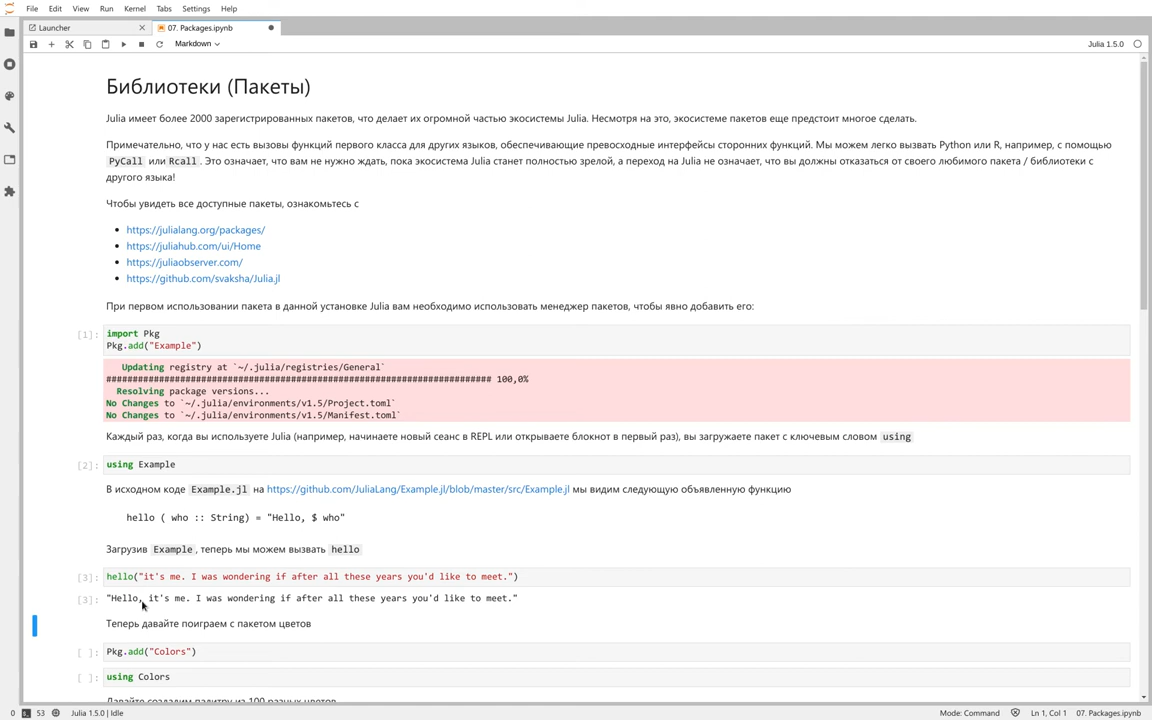 File Edit View Run Kernel Tabs Settings Help
Launcher
07. Packages.ipynb
Markdown
Julia 1.5.0
Библиотеки (Пакеты)
Julia имеет более 2000 зарегистрированных пакетов, что делает их огромной частью экосистемы Julia. Несмотря на это, экосистеме пакетов еще предстоит многое сделать.
Примечательно, что у нас есть вызовы функций первого класса для других языков, обеспечивающие превосходные интерфейсы сторонних функций. Мы можем легко вызвать Python или R, например, с помощью
PyCall или Rcall. Это означает, что вам не нужно ждать, пока экосистема Julia станет полностью зрелой, а переход на Julia не означает, что вы должны отказаться от своего любимого пакета / библиотеки с
другого языка!
Чтобы увидеть все доступные пакеты, ознакомьтесь с
https://julialang.org/packages/
https://juliahub.com/ui/Home
https://juliaobserver.com/
https://github.com/svaksha/Julia.jl
При первом использовании пакета в данной установке Julia вам необходимо использовать менеджер пакетов, чтобы явно добавить его:
[1]: import Pkg
Pkg.add("Example")
Updating registry at `~/.julia/registries/General`
######################################################################### 100,0%
Resolving package versions...
No Changes to `~/.julia/environments/v1.5/Project.toml`
No Changes to `~/.julia/environments/v1.5/Manifest.toml`
Каждый раз, когда вы используете Julia (например, начинаете новый сеанс в REPL или открываете блокнот в первый раз), вы загружаете пакет с ключевым словом using
[2]: using Example
В исходном коде Example.jl на https://github.com/JuliaLang/Example.jl/blob/master/src/Example.jl мы видим следующую объявленную функцию
hello ( who :: String) = "Hello, $ who"
Загрузив Example, теперь мы можем вызвать hello
[3]: hello("it's me. I was wondering if after all these years you'd like to meet.")
[3]: "Hello, it's me. I was wondering if after all these years you'd like to meet."
Теперь давайте поиграем с пакетом цветов
[ ]: Pkg.add("Colors")
[ ]: using Colors
Давайте создадим палитру из 100 разных цветов
0 53 Julia 1.5.0 | Idle Mode: Command Ln 1, Col 1 07. Packages.ipynb